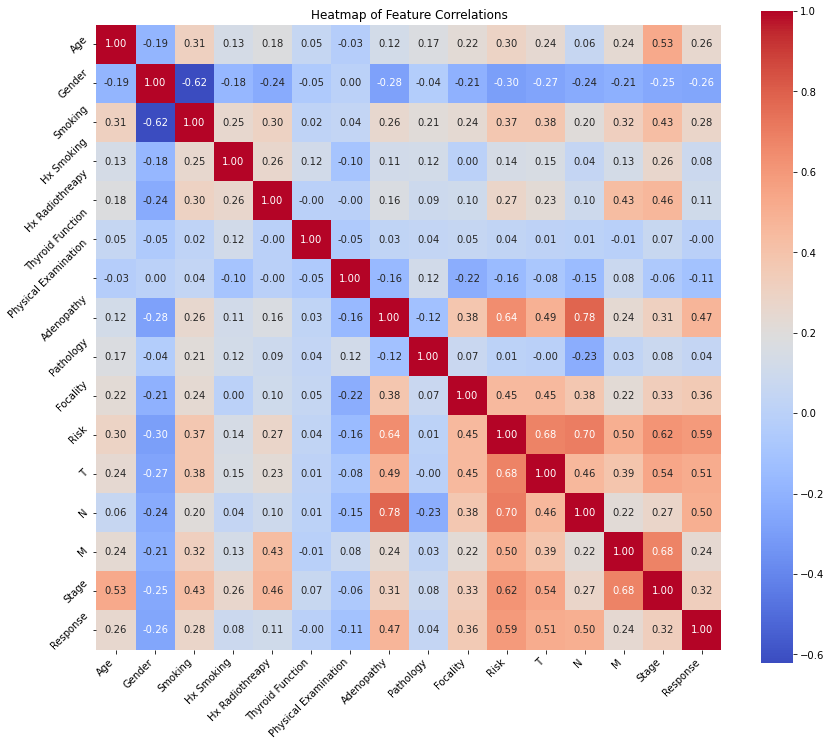 Heatmap of Feature Correlations
Age 1.00 -0.19 0.31 0.13 0.18 0.05 -0.03 0.12 0.17 0.22 0.30 0.24 0.06 0.24 0.53 0.26
Gender -0.19 1.00 -0.62 -0.18 -0.24 -0.05 0.00 -0.28 -0.04 -0.21 -0.30 -0.27 -0.24 -0.21 -0.25 -0.26
Smoking 0.31 -0.62 1.00 0.25 0.30 0.02 0.04 0.26 0.21 0.24 0.37 0.38 0.20 0.32 0.43 0.28
Hx Smoking 0.13 -0.18 0.25 1.00 0.26 0.12 -0.10 0.11 0.12 0.00 0.14 0.15 0.04 0.13 0.26 0.08
Hx Radiothreapy 0.18 -0.24 0.30 0.26 1.00 -0.00 -0.00 0.16 0.09 0.10 0.27 0.23 0.10 0.43 0.46 0.11
Thyroid Function 0.05 -0.05 0.02 0.12 -0.00 1.00 -0.05 0.03 0.04 0.05 0.04 0.01 0.01 -0.01 0.07 -0.00
Physical Examination -0.03 0.00 0.04 -0.10 -0.00 -0.05 1.00 -0.16 0.12 -0.22 -0.16 -0.08 -0.15 0.08 -0.06 -0.11
Adenopathy 0.12 -0.28 0.26 0.11 0.16 0.03 -0.16 1.00 -0.12 0.38 0.64 0.49 0.78 0.24 0.31 0.47
Pathology 0.17 -0.04 0.21 0.12 0.09 0.04 0.12 -0.12 1.00 0.07 0.01 -0.00 -0.23 0.03 0.08 0.04
Focality 0.22 -0.21 0.24 0.00 0.10 0.05 -0.22 0.38 0.07 1.00 0.45 0.45 0.38 0.22 0.33 0.36
Risk 0.30 -0.30 0.37 0.14 0.27 0.04 -0.16 0.64 0.01 0.45 1.00 0.68 0.70 0.50 0.62 0.59
T 0.24 -0.27 0.38 0.15 0.23 0.01 -0.08 0.49 -0.00 0.45 0.68 1.00 0.46 0.39 0.54 0.51
N 0.06 -0.24 0.20 0.04 0.10 0.01 -0.15 0.78 -0.23 0.38 0.70 0.46 1.00 0.22 0.27 0.50
M 0.24 -0.21 0.32 0.13 0.43 -0.01 0.08 0.24 0.03 0.22 0.50 0.39 0.22 1.00 0.68 0.24
Stage 0.53 -0.25 0.43 0.26 0.46 0.07 -0.06 0.31 0.08 0.33 0.62 0.54 0.27 0.68 1.00 0.32
Response 0.26 -0.26 0.28 0.08 0.11 -0.00 -0.11 0.47 0.04 0.36 0.59 0.51 0.50 0.24 0.32 1.00
Age Gender Smoking Hx Smoking Hx Radiothreapy Thyroid Function Physical Examination Adenopathy Pathology Focality Risk T N M Stage Response
1.0
0.8
0.6
0.4
0.2
0.0
−0.2
−0.4
−0.6